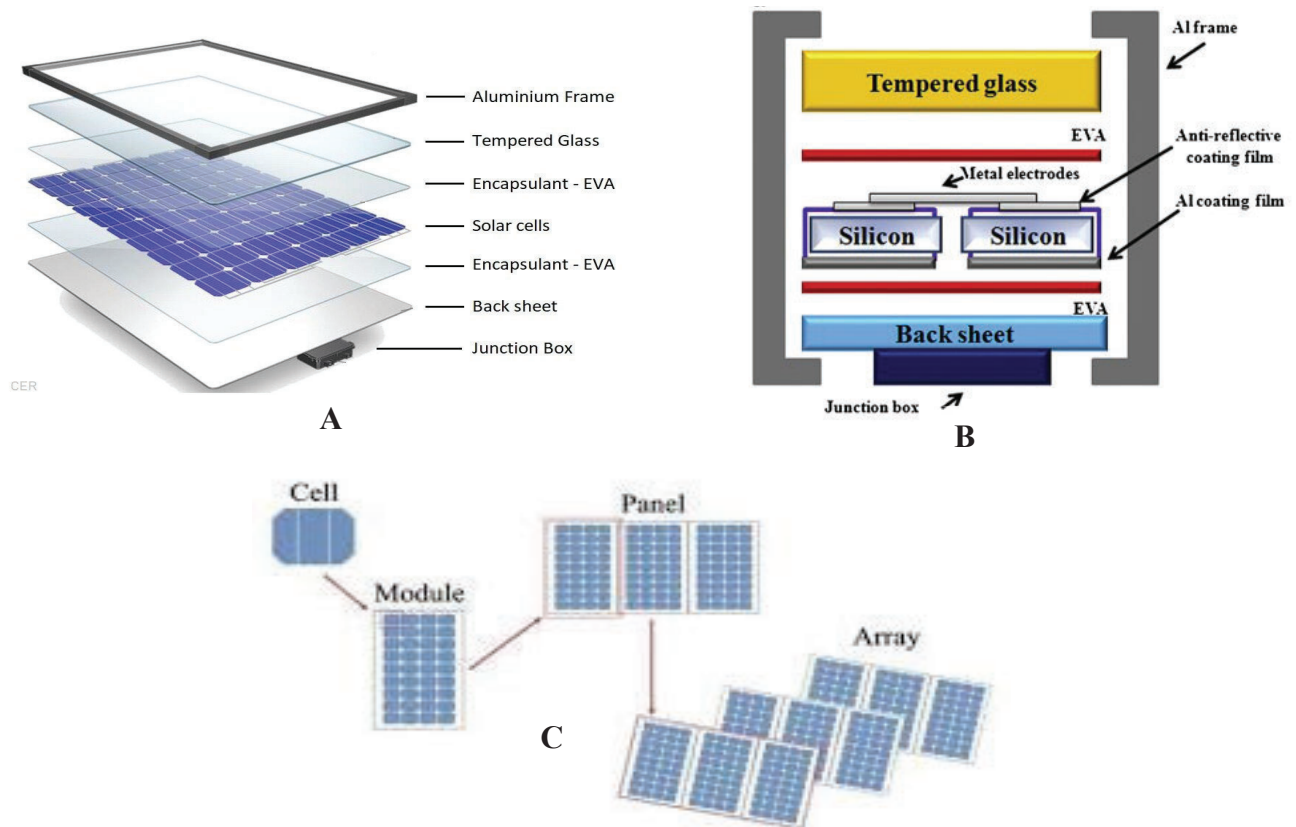 Aluminium Frame
Tempered Glass
Encapsulant - EVA
Solar cells
Encapsulant - EVA
Back sheet
Junction Box
CER
A
Al frame
Tempered glass
EVA
Anti-reflective
coating film
Metal electrodes
Al coating film
Silicon
Silicon
EVA
Back sheet
Junction box
B
Cell
Panel
Module
Array
C